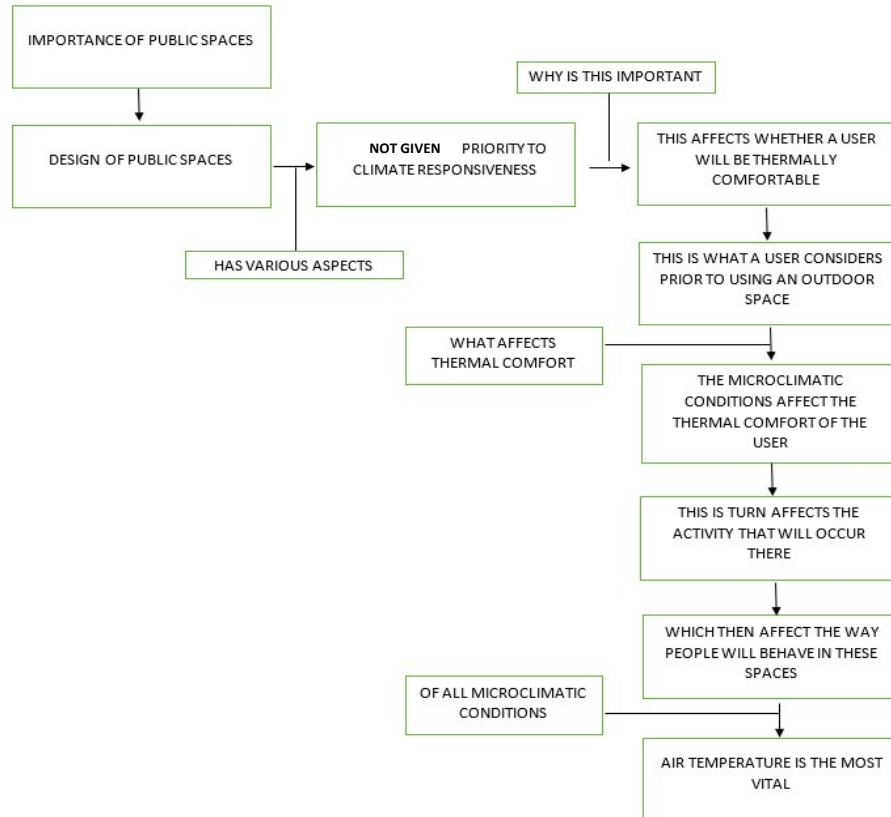 IMPORTANCE OF PUBLIC SPACES
WHY IS THIS IMPORTANT
DESIGN OF PUBLIC SPACES
NOT GIVEN PRIORITY TO
CLIMATE RESPONSIVENESS
THIS AFFECTS WHETHER A USER
WILL BE THERMALLY
COMFORTABLE
HAS VARIOUS ASPECTS
THIS IS WHAT A USER CONSIDERS
PRIOR TO USING AN OUTDOOR
SPACE
WHAT AFFECTS
THERMAL COMFORT
THE MICROCLIMATIC
CONDITIONS AFFECT THE
THERMAL COMFORT OF THE
USER
THIS IS TURN AFFECTS THE
ACTIVITY THAT WILL OCCUR
THERE
WHICH THEN AFFECT THE WAY
PEOPLE WILL BEHAVE IN THESE
SPACES
OF ALL MICROCLIMATIC
CONDITIONS
AIR TEMPERATURE IS THE MOST
VITAL